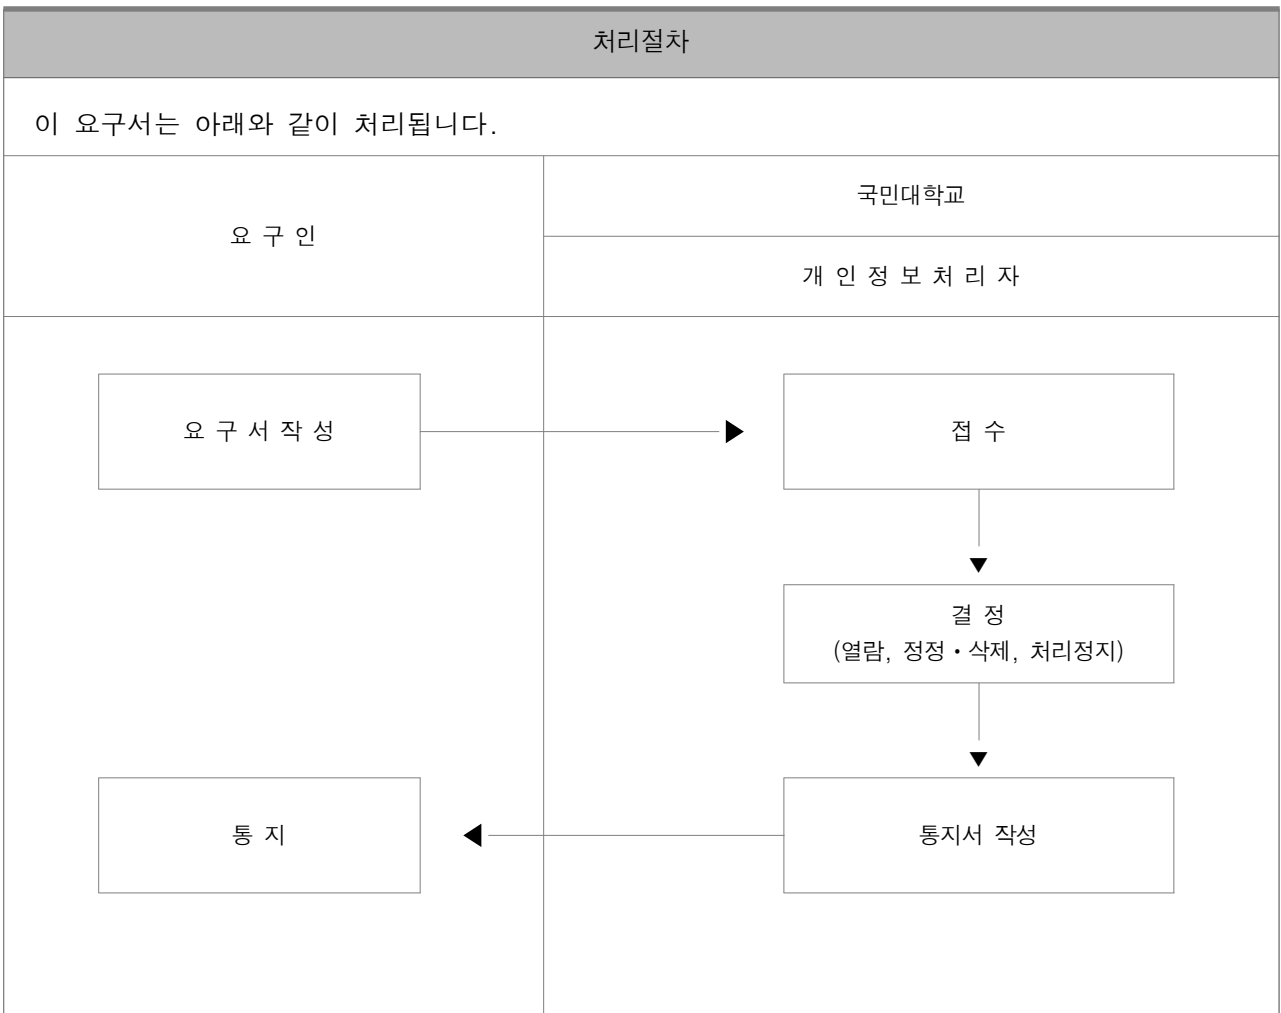 처리절차
이 요구서는 아래와 같이 처리됩니다.
요 구 인
국민대학교
개 인 정 보 처 리 자
요 구 서 작 성
접 수
결 정
(열람, 정정・삭제, 처리정지)
통 지
통지서 작성